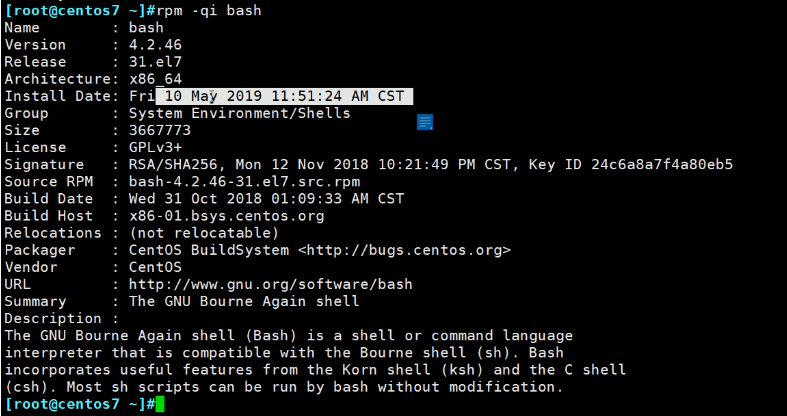 [root@centos7 ~]#rpm -qi bash
Name        : bash
Version     : 4.2.46
Release     : 31.el7
Architecture: x86_64
Install Date: Fri 10 May 2019 11:51:24 AM CST
Group       : System Environment/Shells
Size        : 3667773
License     : GPLv3+
Signature   : RSA/SHA256, Mon 12 Nov 2018 10:21:49 PM CST, Key ID 24c6a8a7f4a80eb5
Source RPM  : bash-4.2.46-31.el7.src.rpm
Build Date  : Wed 31 Oct 2018 01:09:33 AM CST
Build Host  : x86-01.bsys.centos.org
Relocations : (not relocatable)
Packager    : CentOS BuildSystem <http://bugs.centos.org>
Vendor      : CentOS
URL         : http://www.gnu.org/software/bash
Summary     : The GNU Bourne Again shell
Description :
The GNU Bourne Again shell (Bash) is a shell or command language
interpreter that is compatible with the Bourne shell (sh). Bash
incorporates useful features from the Korn shell (ksh) and the C shell
(csh). Most sh scripts can be run by bash without modification.
[root@centos7 ~]#